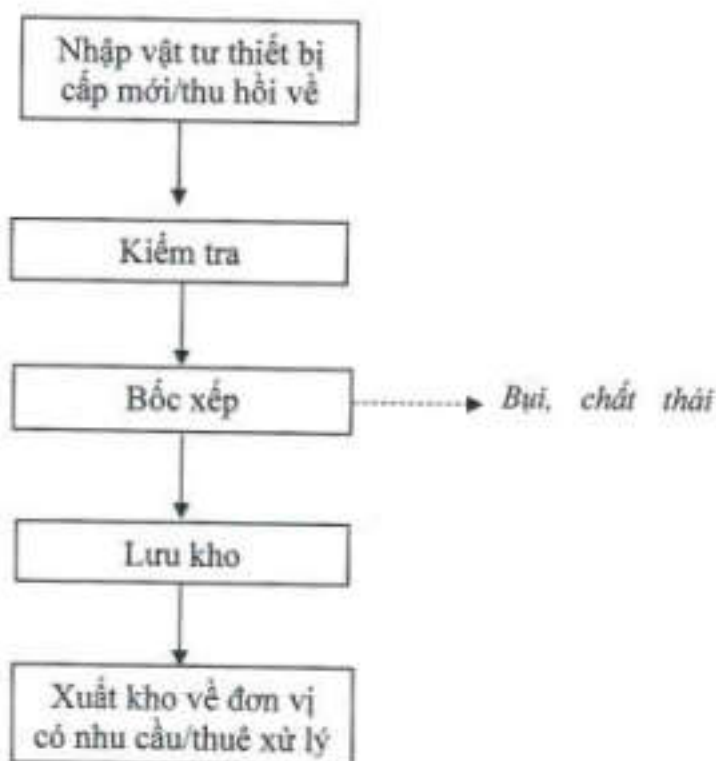 Nhập vật tư thiết bị
cấp mới/thu hồi về
Kiểm tra
Bốc xếp
Bụi, chất thải
Lưu kho
Xuất kho về đơn vị
có nhu cầu/thuê xử lý